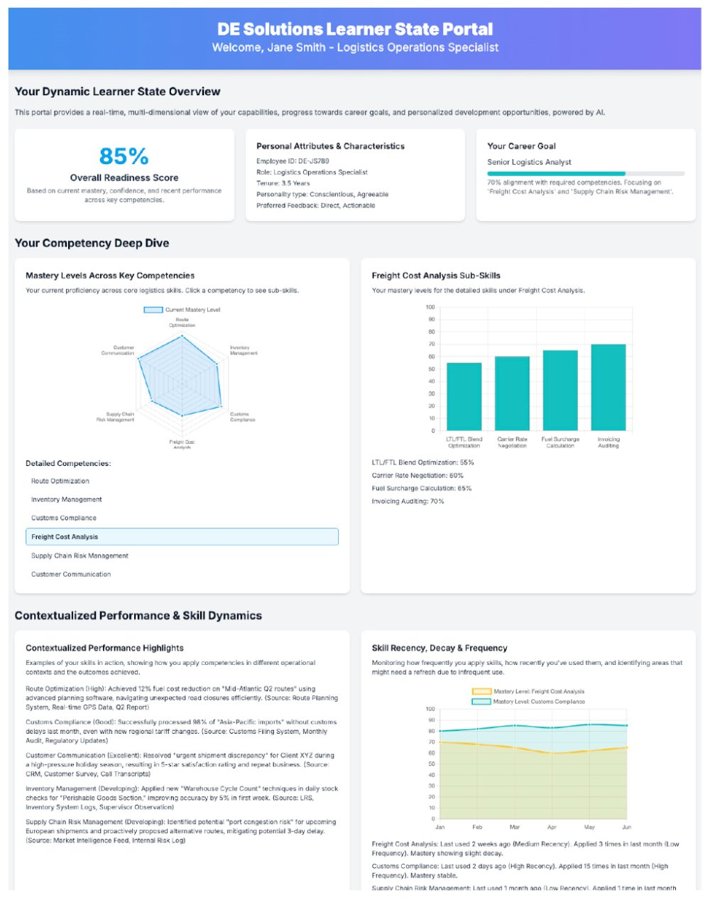 DE Solutions Learner State Portal
Welcome, Jane Smith - Logistics Operations Specialist
Your Dynamic Learner State Overview
This portal provides a real-time, multi-dimensional view of your capabilities, progress towards career goals, and personalized development opportunities, powered by AI.
85%
Overall Readiness Score
Based on current mastery, confidence, and recent performance
across key competencies.
Personal Attributes & Characteristics
Employee ID: DE-JS789
Role: Logistics Operations Specialist
Tenure: 3.5 Years
Personality type: Conscientious, Agreeable
Preferred Feedback: Direct, Actionable
Your Career Goal
Senior Logistics Analyst
70% alignment with required competencies. Focusing on
'Freight Cost Analysis' and 'Supply Chain Risk Management'.
Your Competency Deep Dive
Mastery Levels Across Key Competencies
Your current proficiency across core logistics skills. Click a competency to see sub-skills.
Current Mastery Level
Route
Optimization
Inventory
Management
Customs
Compliance
Freight Cost
Analysis
Supply Chain
Risk Management
Customer
Communication
Detailed Competencies:
Route Optimization
Inventory Management
Customs Compliance
Freight Cost Analysis
Supply Chain Risk Management
Customer Communication
Freight Cost Analysis Sub-Skills
Your mastery levels for the detailed skills under Freight Cost Analysis.
100
90
80
70
60
50
40
30
20
10
0
LTL/FTL Blend
Optimization
Carrier Rate
Negotiation
Fuel Surcharge
Calculation
Invoicing
Auditing
LTL/FTL Blend Optimization: 55%
Carrier Rate Negotiation: 60%
Fuel Surcharge Calculation: 65%
Invoicing Auditing: 70%
Contextualized Performance & Skill Dynamics
Contextualized Performance Highlights
Examples of your skills in action, showing how you apply competencies in different operational
contexts and the outcomes achieved.
Route Optimization (High): Achieved 12% fuel cost reduction on "Mid-Atlantic Q2 routes" using
advanced planning software, navigating unexpected road closures efficiently. (Source: Route Planning
System, Real-time GPS Data, Q2 Report)
Customs Compliance (Good): Successfully processed 98% of "Asia-Pacific imports" without customs
delays last month, even with new regional tariff changes. (Source: Customs Filing System, Monthly
Audit, Regulatory Updates)
Customer Communication (Excellent): Resolved "urgent shipment discrepancy" for Client XYZ during
a high-pressure holiday season, resulting in 5-star satisfaction rating and repeat business. (Source:
CRM, Customer Survey, Call Transcripts)
Inventory Management (Developing): Applied new "Warehouse Cycle Count" techniques in daily stock
checks for "Perishable Goods Section," improving accuracy by 5% in first week. (Source: LRS,
Inventory System Logs, Supervisor Observation)
Supply Chain Risk Management (Developing): Identified potential "port congestion risk" for upcoming
European shipments and proactively proposed alternative routes, mitigating potential 3-day delay.
(Source: Market Intelligence Feed, Internal Risk Log)
Skill Recency, Decay & Frequency
Monitoring how frequently you apply skills, how recently you've used them, and identifying areas that
might need a refresh due to infrequent use.
Mastery Level: Freight Cost Analysis
Mastery Level: Customs Compliance
100
90
80
70
60
50
40
30
20
10
0
Jan
Feb
Mar
Apr
May
Jun
Freight Cost Analysis: Last used 2 weeks ago (Medium Recency). Applied 3 times in last month (Low
Frequency). Mastery showing slight decay.
Customs Compliance: Last used 2 days ago (High Recency). Applied 15 times in last month (High
Frequency). Mastery stable.
Supply Chain Risk Management: Last used 1 month ago (Low Recency). Applied 1 time in last month